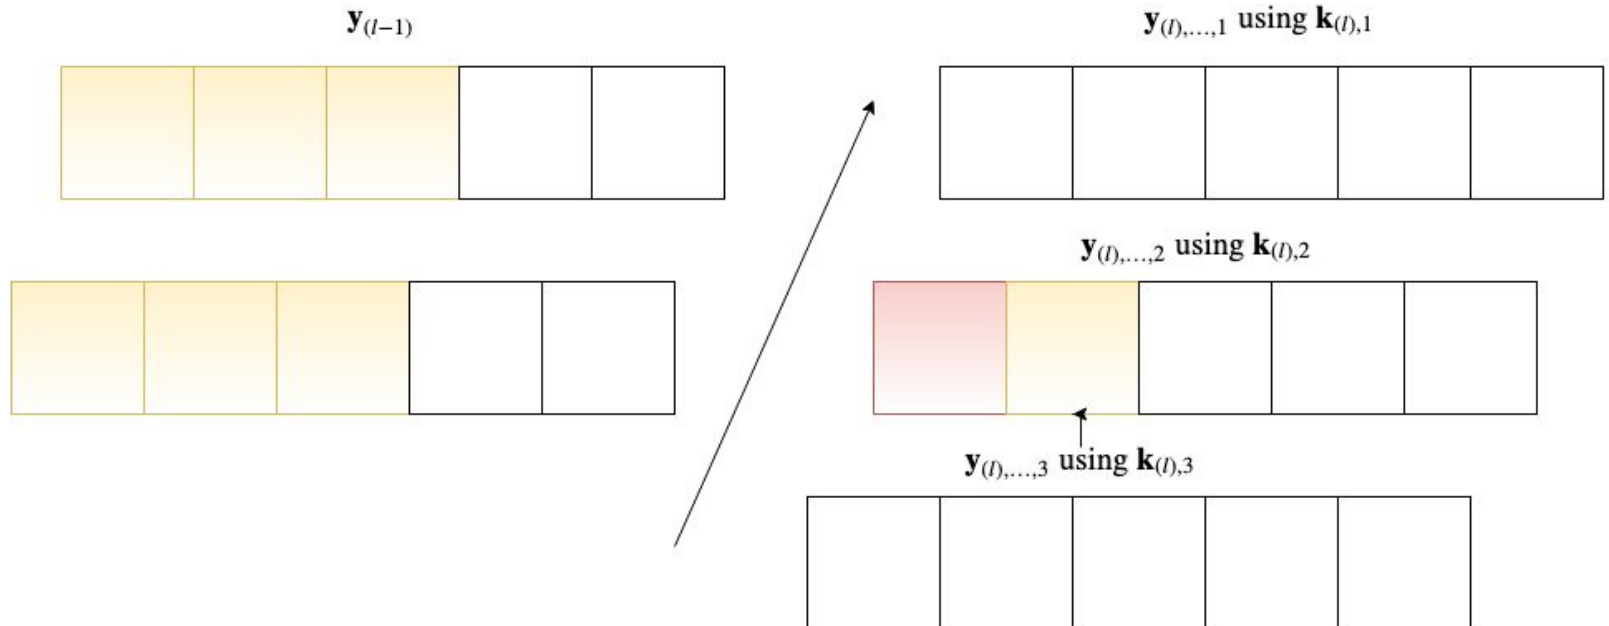 y(l−1)
y(l),…,1 using k(l),1
y(l),…,2 using k(l),2
y(l),…,3 using k(l),3